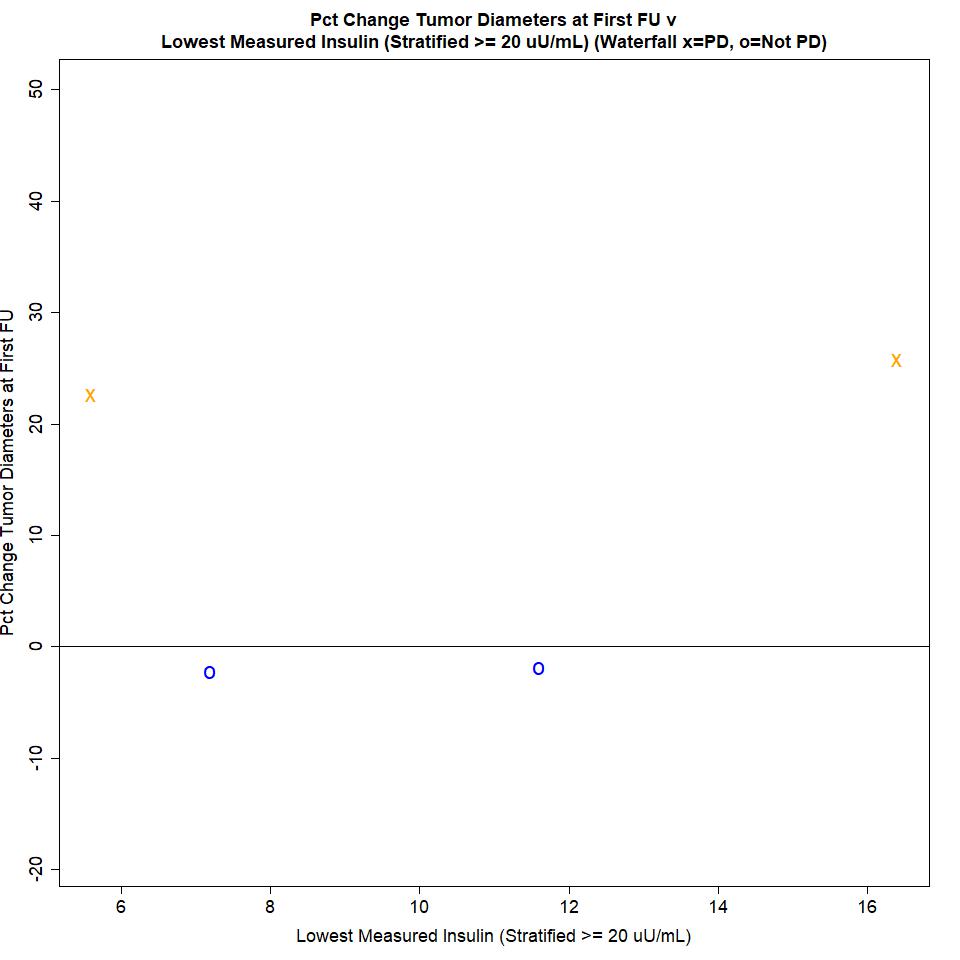 Pct Change Tumor Diameters at First FU v
Lowest Measured Insulin (Stratified >= 20 uU/mL) (Waterfall x=PD, o=Not PD)
Pct Change Tumor Diameters at First FU
50
40
30
20
10
0
-10
-20
x
x
o
o
6 8 10 12 14 16
Lowest Measured Insulin (Stratified >= 20 uU/mL)